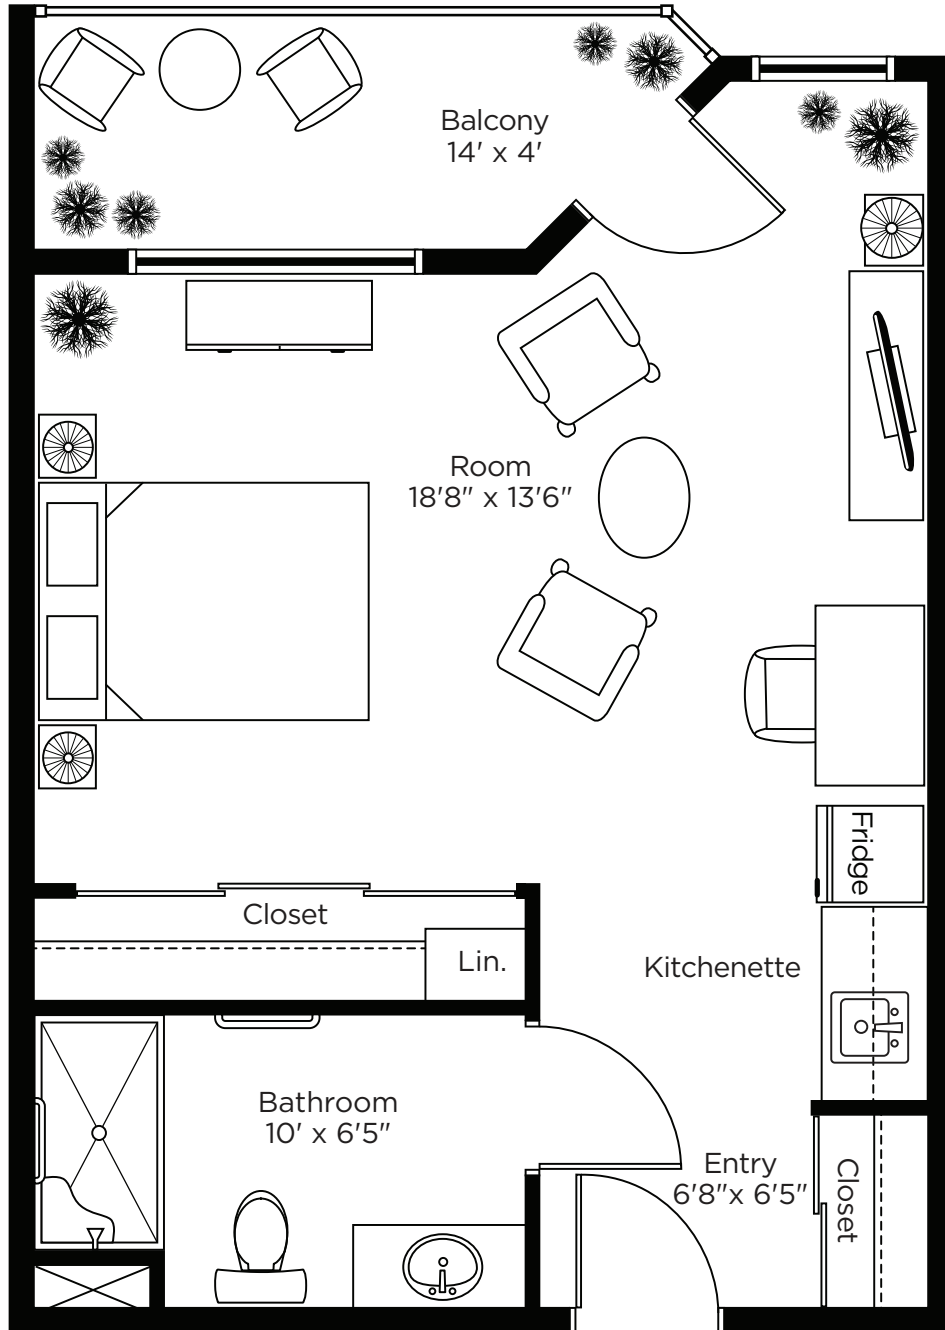 Balcony
14' x 4'
Room
18'8" x 13'6"
Fridge
Closet
Lin.
Kitchenette
Bathroom
10' x 6'5"
Entry
6'8"x 6'5"
Closet